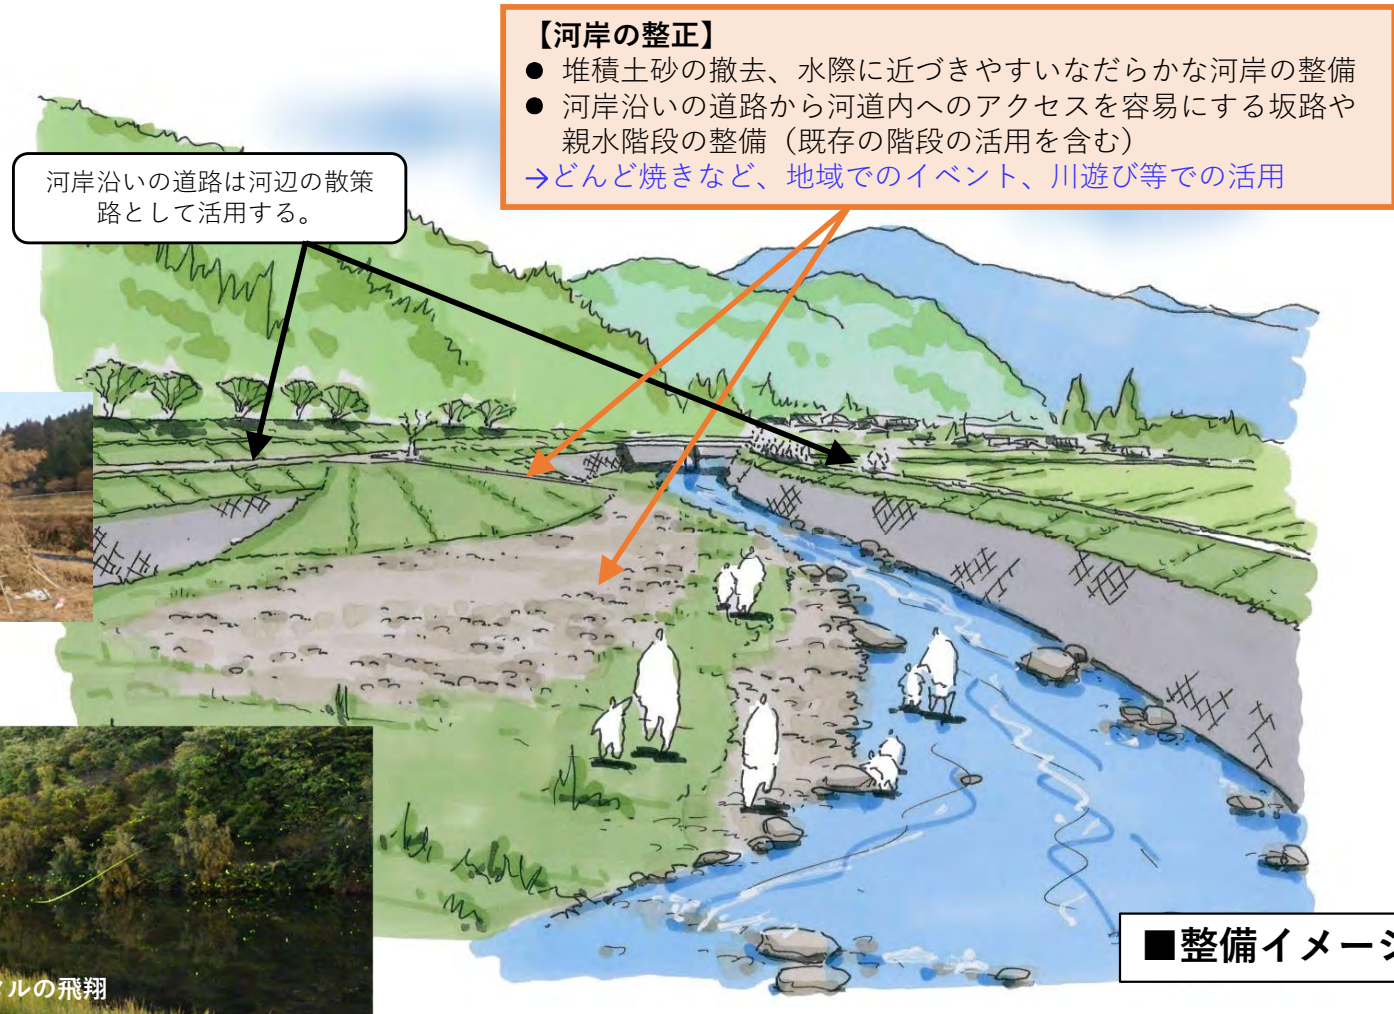 【河岸の整正】
● 堆積土砂の撤去、水際に近づきやすいなだらかな河岸の整備
● 河岸沿いの道路から河道内へのアクセスを容易にする坂路や
親水階段の整備（既存の階段の活用を含む）
→どんど焼きなど、地域でのイベント、川遊び等での活用
河岸沿いの道路は河辺の散策
路として活用する。
ルの飛翔
■整備イメージ